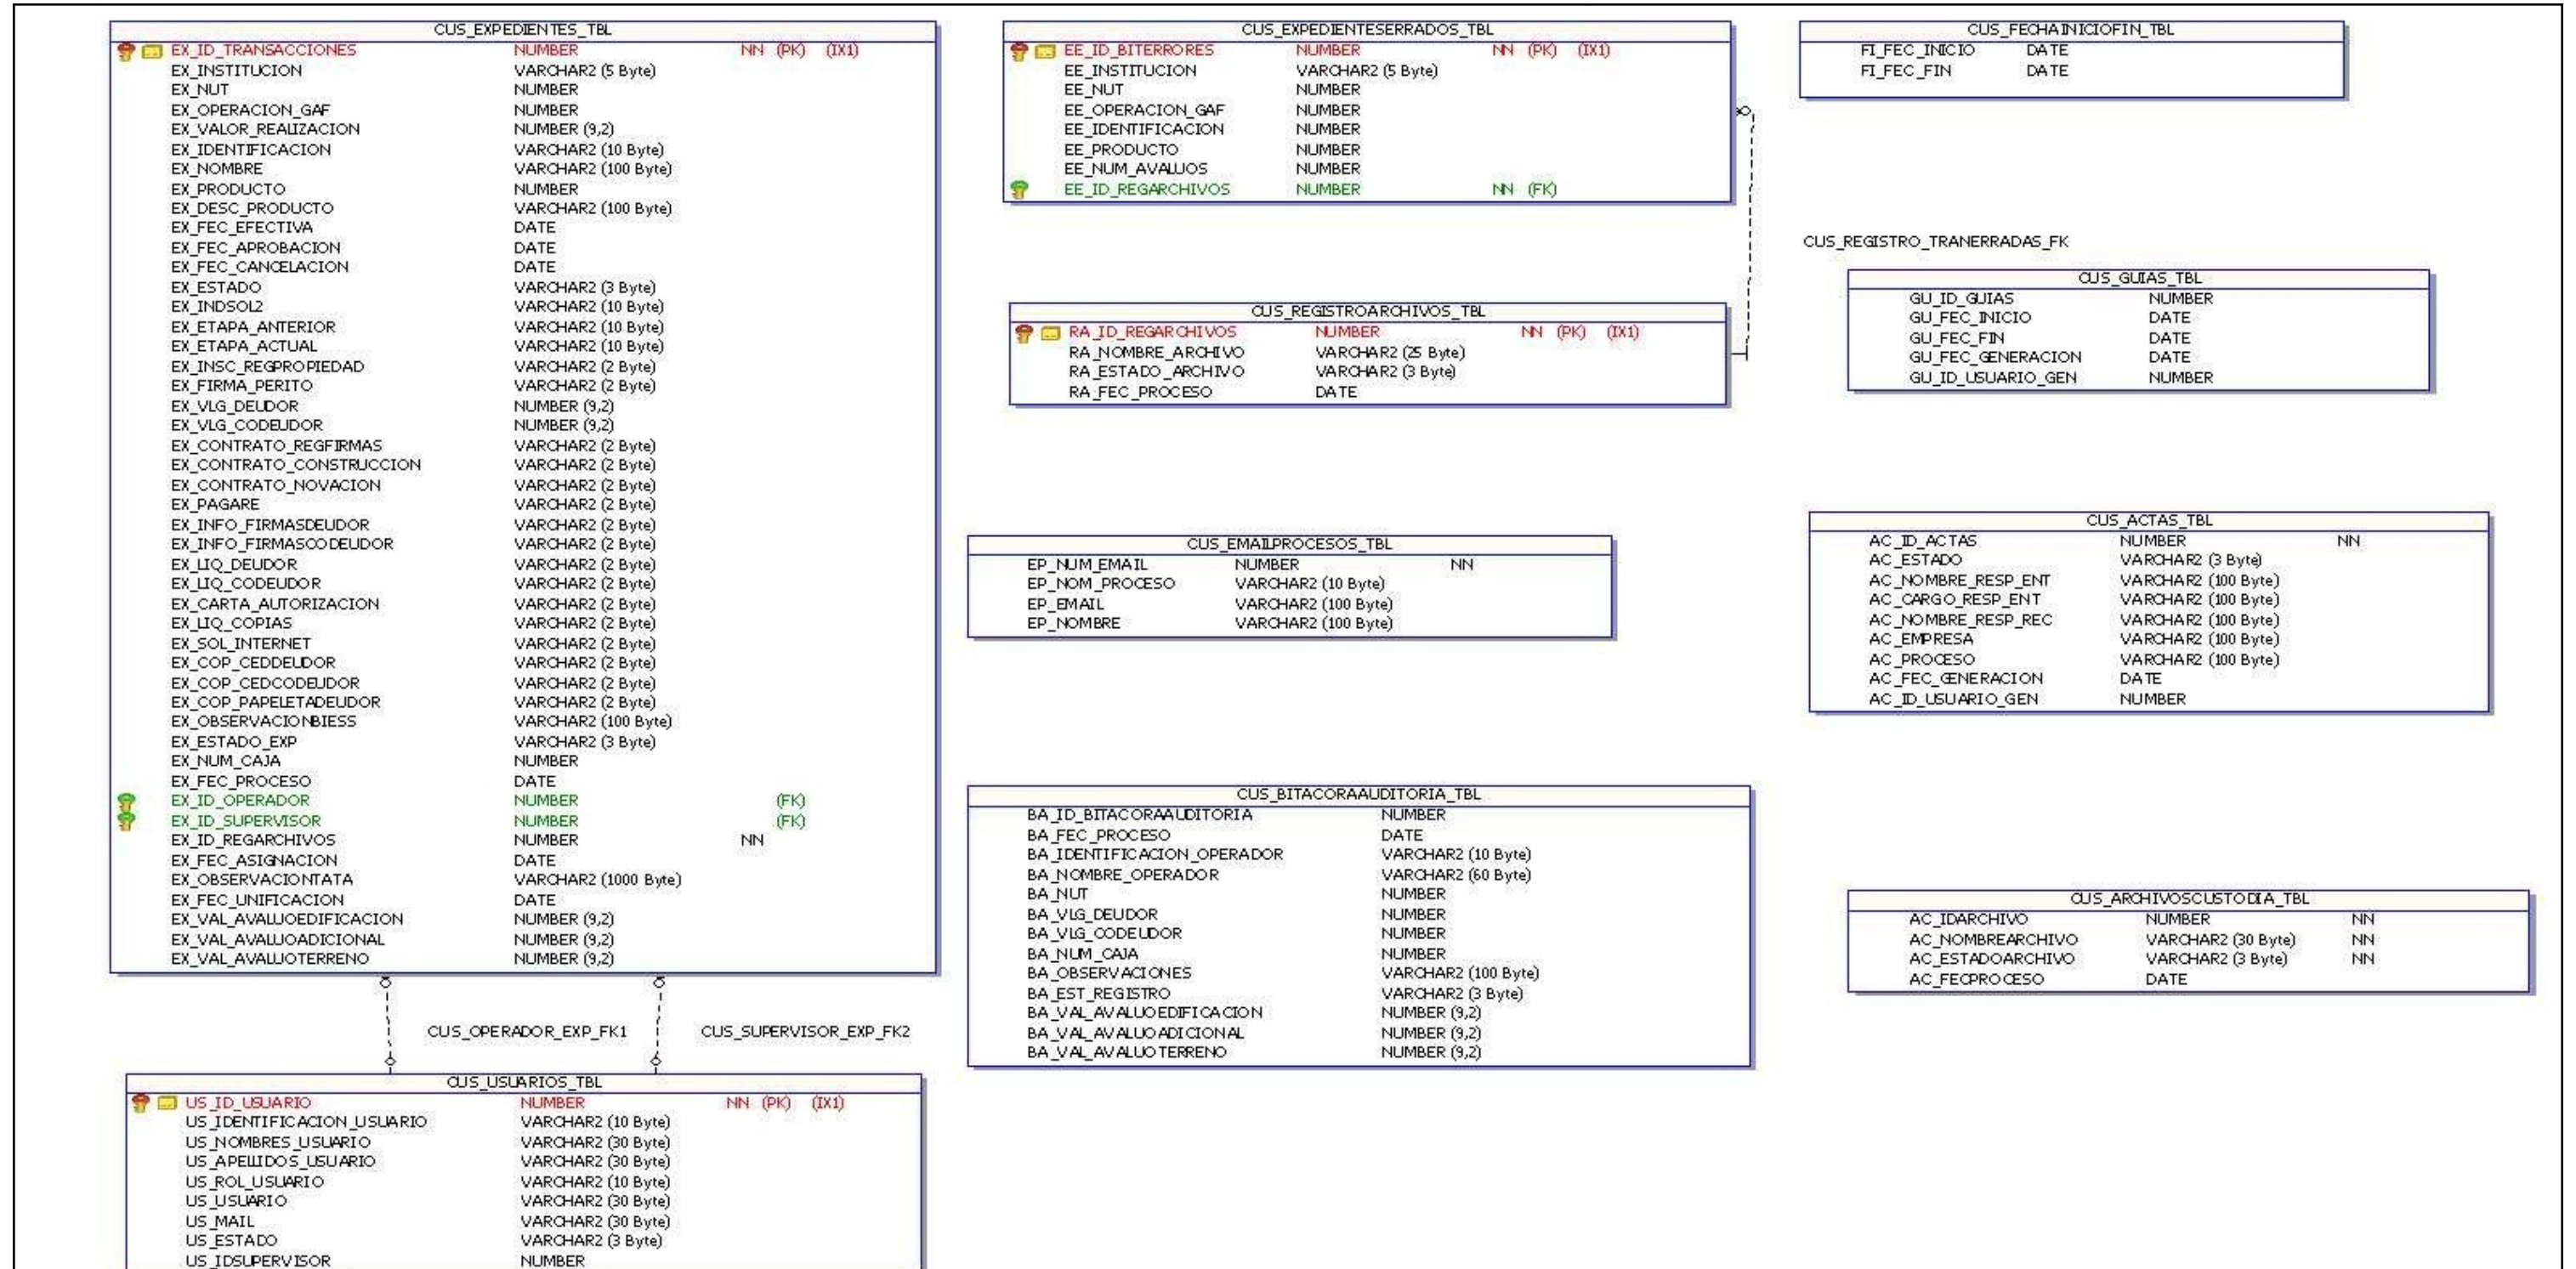 CUS_EXPEDIENTES_TBL
EX_ID_TRANSACCIONES NUMBER NN (PK) (IX1)
EX_INSTITUCION VARCHAR2 (5 Byte)
EX_NUT NUMBER
EX_OPERACION_GAF NUMBER
EX_VALOR_REALIZACION NUMBER (9,2)
EX_IDENTIFICACION VARCHAR2 (10 Byte)
EX_NOMBRE VARCHAR2 (100 Byte)
EX_PRODUCTO NUMBER
EX_DESC_PRODUCTO VARCHAR2 (100 Byte)
EX_FEC_EFECTIVA DATE
EX_FEC_APROBACION DATE
EX_FEC_CANCELACION DATE
EX_ESTADO VARCHAR2 (3 Byte)
EX_INDSOL2 VARCHAR2 (10 Byte)
EX_ETAPA_ANTERIOR VARCHAR2 (10 Byte)
EX_ETAPA_ACTUAL VARCHAR2 (10 Byte)
EX_INSC_REGPROPIEDAD VARCHAR2 (2 Byte)
EX_FIRMA_PERITO VARCHAR2 (2 Byte)
EX_VLG_DEUDOR NUMBER (9,2)
EX_VLG_CODEUDOR NUMBER (9,2)
EX_CONTRATO_REGFIRMAS VARCHAR2 (2 Byte)
EX_CONTRATO_CONSTRUCCION VARCHAR2 (2 Byte)
EX_CONTRATO_NOVACION VARCHAR2 (2 Byte)
EX_PAGARE VARCHAR2 (2 Byte)
EX_INFO_FIRMASDEUDOR VARCHAR2 (2 Byte)
EX_INFO_FIRMASCODEUDOR VARCHAR2 (2 Byte)
EX_LIQ_DEUDOR VARCHAR2 (2 Byte)
EX_LIQ_CODEUDOR VARCHAR2 (2 Byte)
EX_CARTA_AUTORIZACION VARCHAR2 (2 Byte)
EX_LIQ_COPIAS VARCHAR2 (2 Byte)
EX_SOL_INTERNET VARCHAR2 (2 Byte)
EX_COP_CEDDEUDOR VARCHAR2 (2 Byte)
EX_COP_CEDCODEUDOR VARCHAR2 (2 Byte)
EX_COP_PAPELETADEUDOR VARCHAR2 (2 Byte)
EX_OBSERVACIONBIESS VARCHAR2 (100 Byte)
EX_ESTADO_EXP VARCHAR2 (3 Byte)
EX_NUM_CAJA NUMBER
EX_FEC_PROCESO DATE
EX_ID_OPERADOR NUMBER (FK)
EX_ID_SUPERVISOR NUMBER (FK)
EX_ID_REGARCHIVOS NUMBER NN
EX_FEC_ASIGNACION DATE
EX_OBSERVACIONTATA VARCHAR2 (1000 Byte)
EX_FEC_UNIFICACION DATE
EX_VAL_AVALUOEDIFICACION NUMBER (9,2)
EX_VAL_AVALUOADICIONAL NUMBER (9,2)
EX_VAL_AVALUOTERRENO NUMBER (9,2)
CUS_OPERADOR_EXP_FK1
CUS_SUPERVISOR_EXP_FK2
CUS_USUARIOS_TBL
US_ID_USUARIO NUMBER NN (PK) (IX1)
US_IDENTIFICACION_USUARIO VARCHAR2 (10 Byte)
US_NOMBRES_USUARIO VARCHAR2 (30 Byte)
US_APELLIDOS_USUARIO VARCHAR2 (30 Byte)
US_ROL_USUARIO VARCHAR2 (10 Byte)
US_USUARIO VARCHAR2 (30 Byte)
US_MAIL VARCHAR2 (30 Byte)
US_ESTADO VARCHAR2 (3 Byte)
US_IDSUPERVISOR NUMBER
CUS_EXPEDIENTESERRADOS_TBL
EE_ID_BITERRORES NUMBER NN (PK) (IX1)
EE_INSTITUCION VARCHAR2 (5 Byte)
EE_NUT NUMBER
EE_OPERACION_GAF NUMBER
EE_IDENTIFICACION NUMBER
EE_PRODUCTO NUMBER
EE_NUM_AVALUOS NUMBER
EE_ID_REGARCHIVOS NUMBER NN (FK)
CUS_REGISTROARCHIVOS_TBL
RA_ID_REGARCHIVOS NUMBER NN (PK) (IX1)
RA_NOMBRE_ARCHIVO VARCHAR2 (25 Byte)
RA_ESTADO_ARCHIVO VARCHAR2 (3 Byte)
RA_FEC_PROCESO DATE
CUS_EMAILPROCESOS_TBL
EP_NUM_EMAIL NUMBER NN
EP_NOM_PROCESO VARCHAR2 (10 Byte)
EP_EMAIL VARCHAR2 (100 Byte)
EP_NOMBRE VARCHAR2 (100 Byte)
CUS_BITACORAAUDITORIA_TBL
BA_ID_BITACORAAUDITORIA NUMBER
BA_FEC_PROCESO DATE
BA_IDENTIFICACION_OPERADOR VARCHAR2 (10 Byte)
BA_NOMBRE_OPERADOR VARCHAR2 (60 Byte)
BA_NUT NUMBER
BA_VLG_DEUDOR NUMBER
BA_VLG_CODEUDOR NUMBER
BA_NUM_CAJA NUMBER
BA_OBSERVACIONES VARCHAR2 (100 Byte)
BA_EST_REGISTRO VARCHAR2 (3 Byte)
BA_VAL_AVALUOEDIFICACION NUMBER (9,2)
BA_VAL_AVALUOADICIONAL NUMBER (9,2)
BA_VAL_AVALUOTERRENO NUMBER (9,2)
CUS_FECHAINICIOFIN_TBL
FI_FEC_INICIO DATE
FI_FEC_FIN DATE
CUS_REGISTRO_TRANERRADAS_FK
CUS_GUIAS_TBL
GU_ID_GUIAS NUMBER
GU_FEC_INICIO DATE
GU_FEC_FIN DATE
GU_FEC_GENERACION DATE
GU_ID_USUARIO_GEN NUMBER
CUS_ACTAS_TBL
AC_ID_ACTAS NUMBER NN
AC_ESTADO VARCHAR2 (3 Byte)
AC_NOMBRE_RESP_ENT VARCHAR2 (100 Byte)
AC_CARGO_RESP_ENT VARCHAR2 (100 Byte)
AC_NOMBRE_RESP_REC VARCHAR2 (100 Byte)
AC_EMPRESA VARCHAR2 (100 Byte)
AC_PROCESO VARCHAR2 (100 Byte)
AC_FEC_GENERACION DATE
AC_ID_USUARIO_GEN NUMBER
CUS_ARCHIVOSCUSTODIA_TBL
AC_IDARCHIVO NUMBER NN
AC_NOMBREARCHIVO VARCHAR2 (30 Byte) NN
AC_ESTADOARCHIVO VARCHAR2 (3 Byte) NN
AC_FECPROCESO DATE